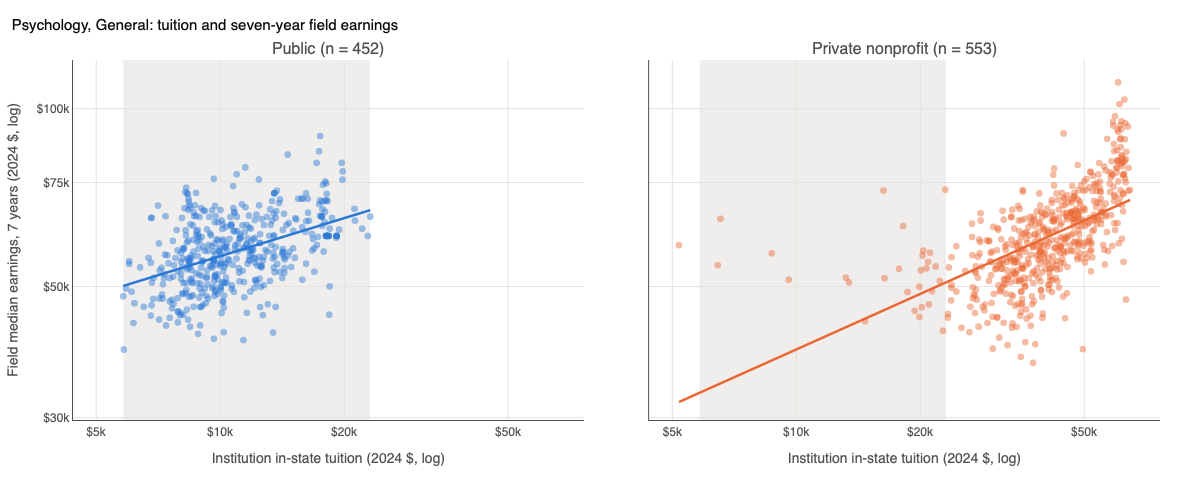 Psychology, General: tuition and seven-year field earnings
Public (n = 452)
Private nonprofit (n = 553)
Field median earnings, 7 years (2024 $, log)
$100k
$75k
$50k
$30k
$5k
$10k
$20k
$50k
$5k
$10k
$20k
$50k
Institution in-state tuition (2024 $, log)
Institution in-state tuition (2024 $, log)